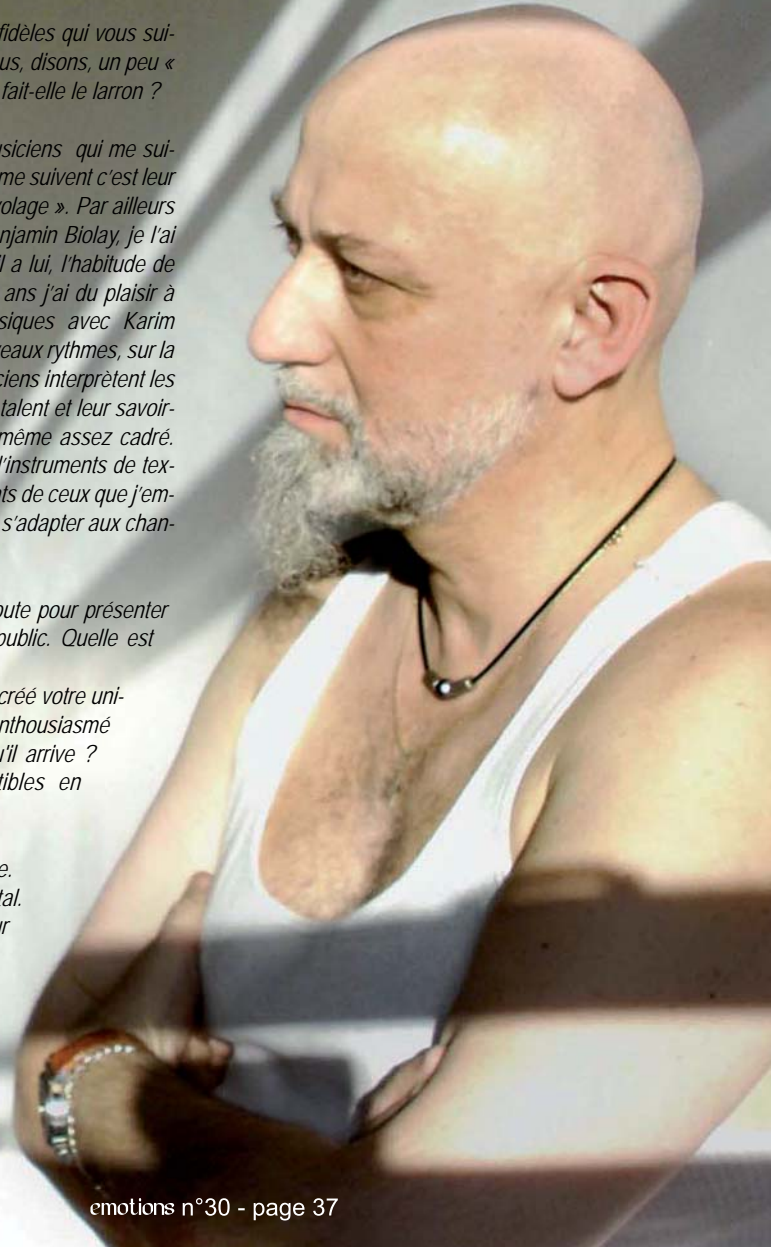 fidèles qui vous sui-
us, disons, un peu «
fait-elle le larron ?
siciens qui me sui-
me suivent c'est leur
volage ». Par ailleurs
njamin Biolay, je l'ai
il a lui, l'habitude de
ans j'ai du plaisir à
siques avec Karim
eaux rythmes, sur la
ciens interprètent les
talent et leur savoir-
même assez cadré.
l'instruments de tex-
ts de ceux que j'em-
s'adapter aux chan-
oute pour présenter
public. Quelle est
créé votre uni-
nthousiasmé
u'il arrive ?
tibles en
e.
tal.
ur
emotions n°30 - page 37